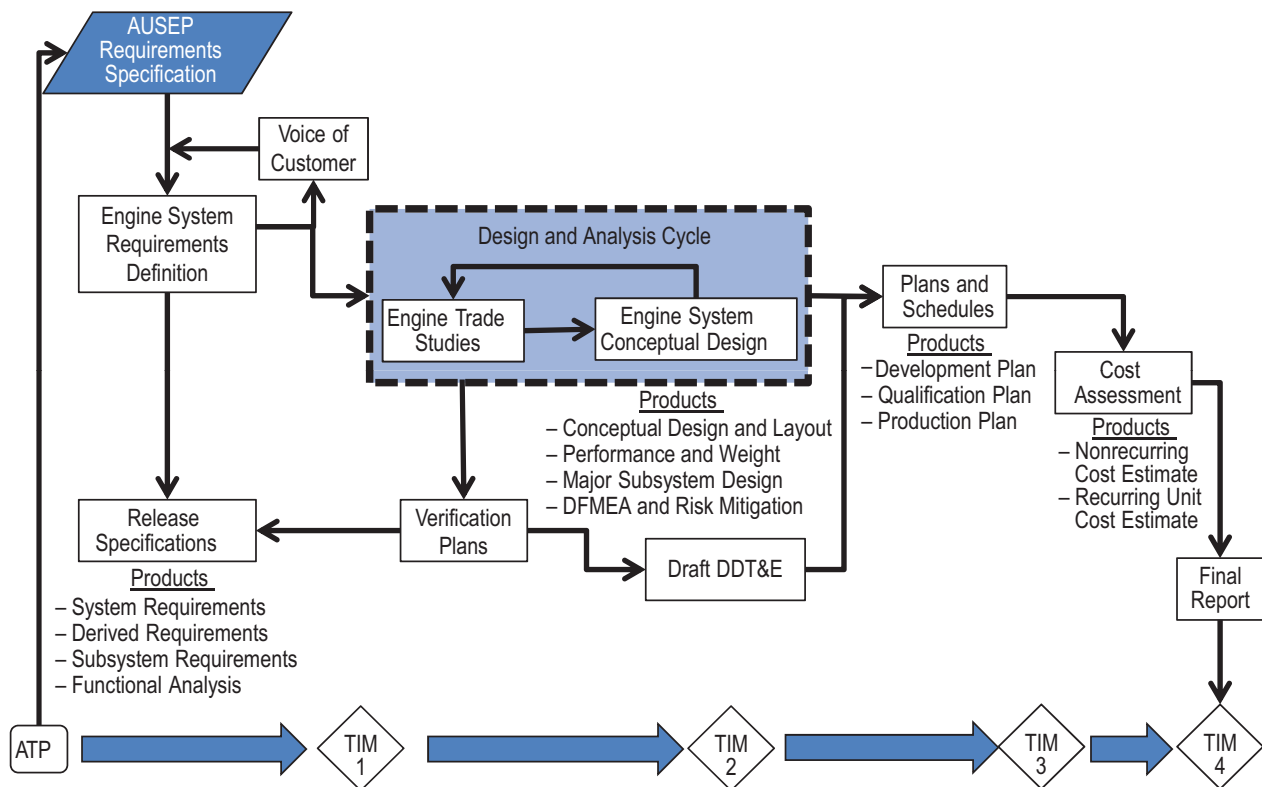 AUSEP
Requirements
Specification
Voice of
Customer
Engine System
Requirements
Definition
Design and Analysis Cycle
Engine Trade
Studies
Engine System
Conceptual Design
Products
– Conceptual Design and Layout
– Performance and Weight
– Major Subsystem Design
– DFMEA and Risk Mitigation
Plans and
Schedules
Products
– Development Plan
– Qualification Plan
– Production Plan
Cost
Assessment
Products
– Nonrecurring
Cost Estimate
– Recurring Unit
Cost Estimate
Release
Specifications
Products
– System Requirements
– Derived Requirements
– Subsystem Requirements
– Functional Analysis
Verification
Plans
Draft DDT&E
Final
Report
ATP
TIM
1
TIM
2
TIM
3
TIM
4